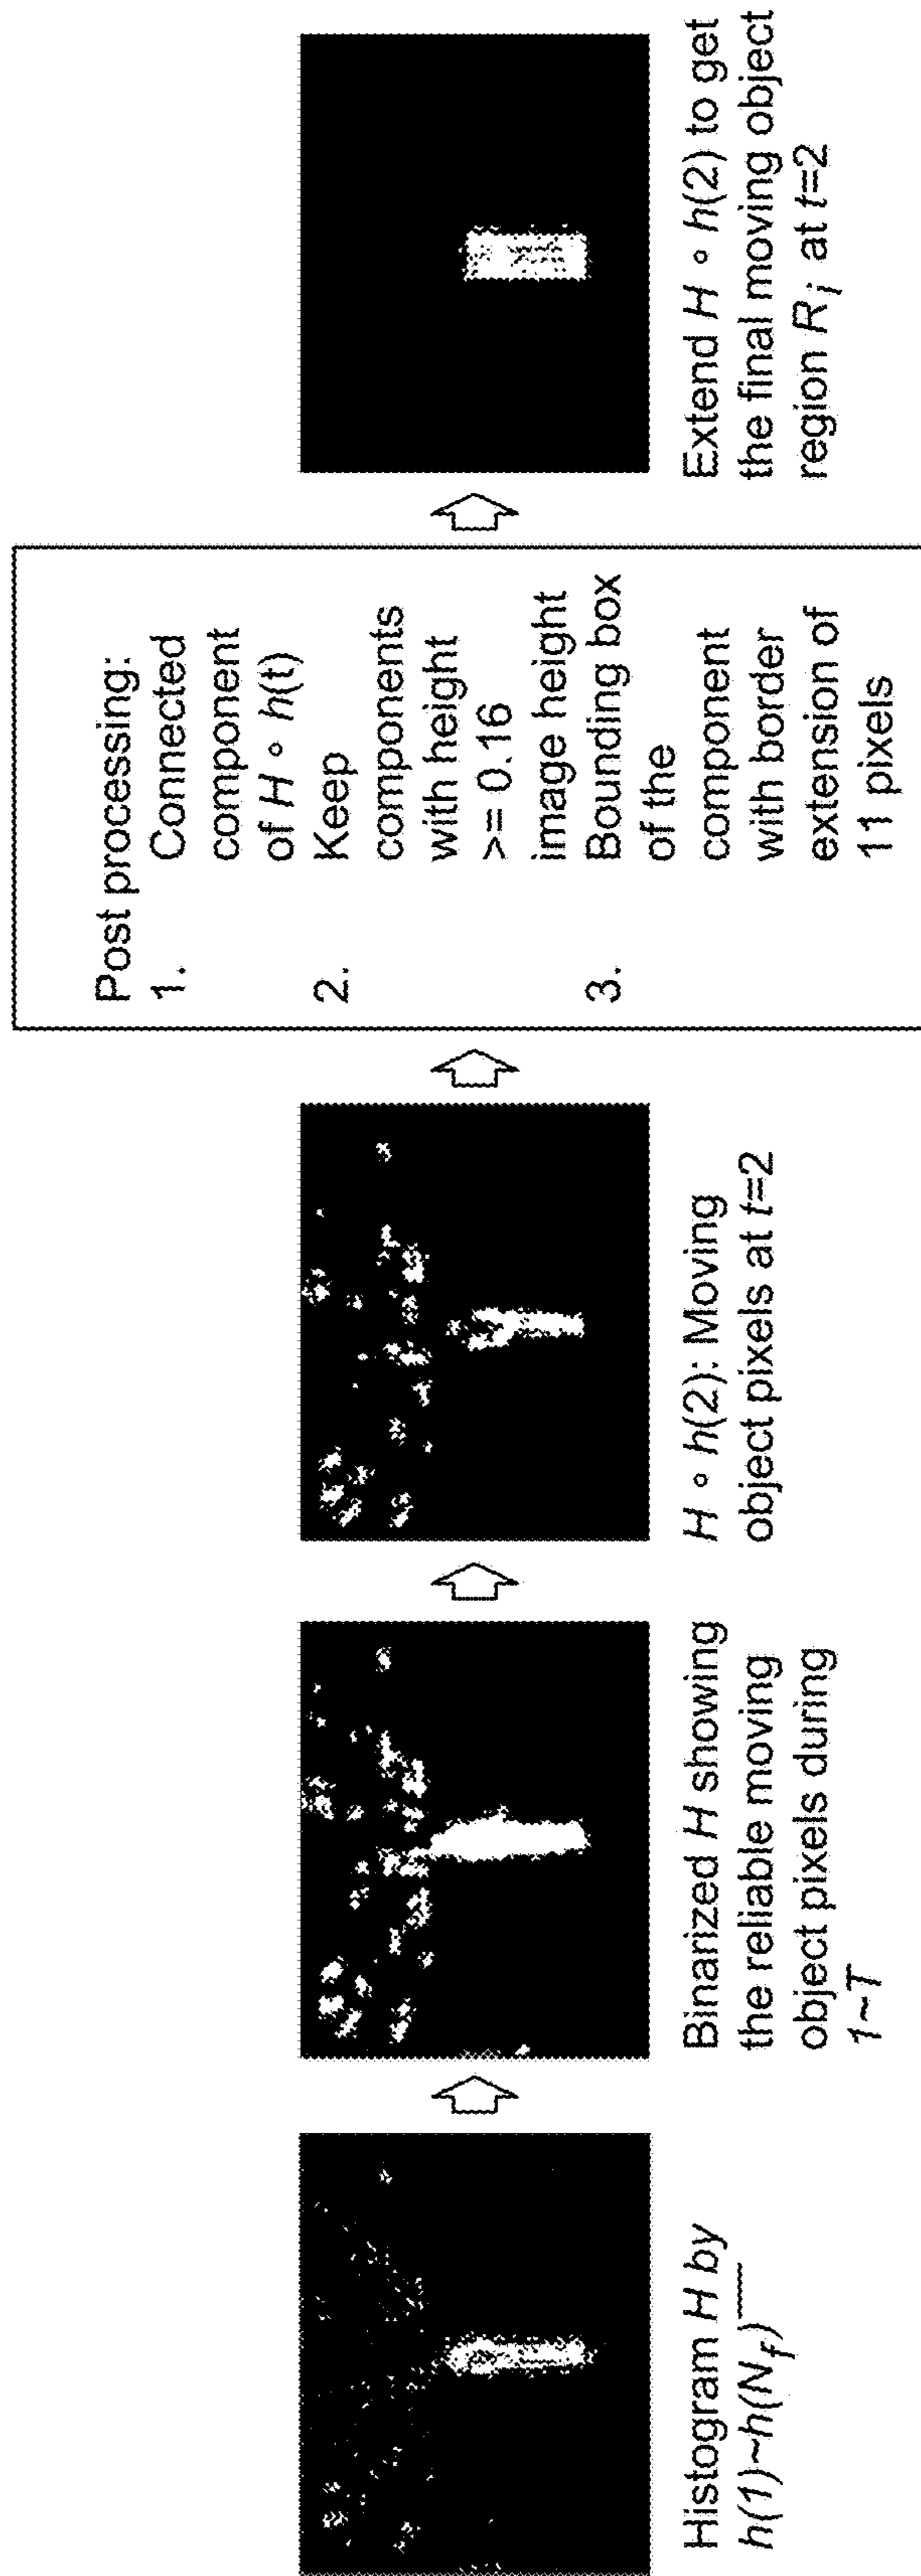 Histogram H by
h(1)~h(N_f)
Binarized H showing
the reliable moving
object pixels during
1~T
H ∘ h(2): Moving
object pixels at t=2
Post processing:
1. Connected
component
of H ∘ h(t)
2. Keep
components
with height
>= 0.16
image height
3. Bounding box
of the
component
with border
extension of
11 pixels
Extend H ∘ h(2) to get
the final moving object
region R_i at t=2